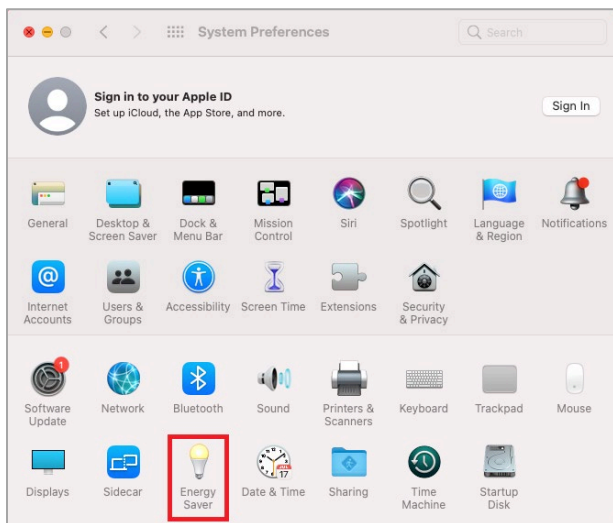 System Preferences
Search
Sign in to your Apple ID
Set up iCloud, the App Store, and more.
Sign In
General
Desktop &
Screen Saver
Dock &
Menu Bar
Mission
Control
Siri
Spotlight
Language
& Region
Notifications
Internet
Accounts
Users &
Groups
Accessibility
Screen Time
Extensions
Security
& Privacy
1
Software
Update
Network
Bluetooth
Sound
Printers &
Scanners
Keyboard
Trackpad
Mouse
Displays
Sidecar
Energy
Saver
JUL
17
Date & Time
Sharing
Time
Machine
Startup
Disk